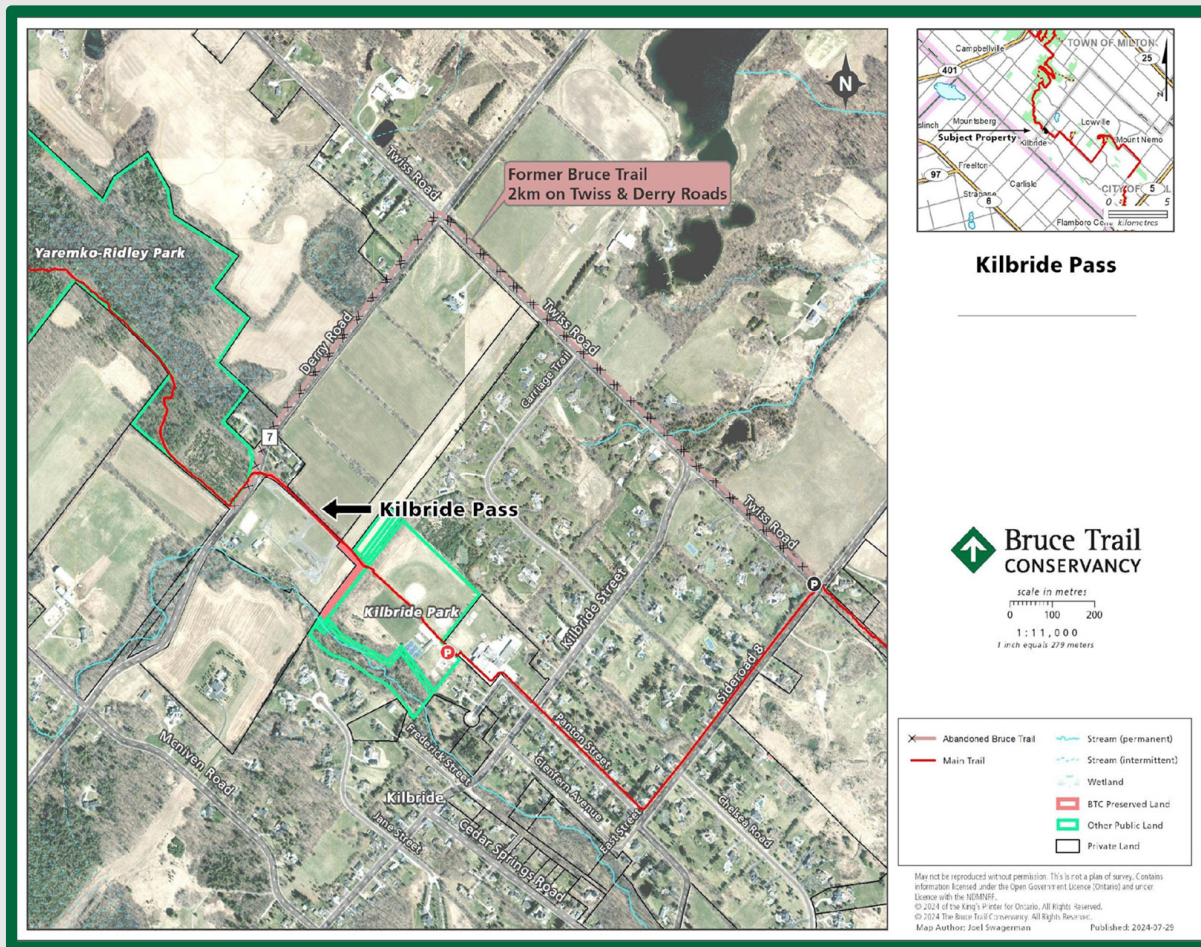 Twiss Road
N
Former Bruce Trail
2km on Twiss & Derry Roads
Yaremko-Ridley Park
Derry Road
Twiss Road
Carriage Trail
7
Kilbride Pass
Twiss Road
Kilbride Park
P
Kilbride Street
P
Sideroad 8
Panton Street
Frederick Street
Glenfern Avenue
McNiven Road
Kilbride
Jane Street
Cedar Springs Road
East Street
Chelsea Road
Campbellville
TOWN OF MILTON
25
401
Mountsberg
Lowville
Mount Nemo
Subject Property
Kilbride
Freelton
97
Carlisle
6
5
0 5
kilometres
Kilbride Pass
Bruce Trail
CONSERVANCY
scale in metres
0 100 200
1:11,000
1 inch equals 279 meters
Abandoned Bruce Trail
Main Trail
Stream (permanent)
Stream (intermittent)
Wetland
BTC Preserved Land
Other Public Land
Private Land
May not be reproduced without permission. This is not a plan of survey. Contains
information licensed under the Open Government Licence (Ontario) and under
Licence with the NDMNRF.
© 2024 of the King's Printer for Ontario. All Rights Reserved.
© 2024 The Bruce Trail Conservancy. All Rights Reserved.
Map Author: Joel Swagerman Published: 2024-07-29